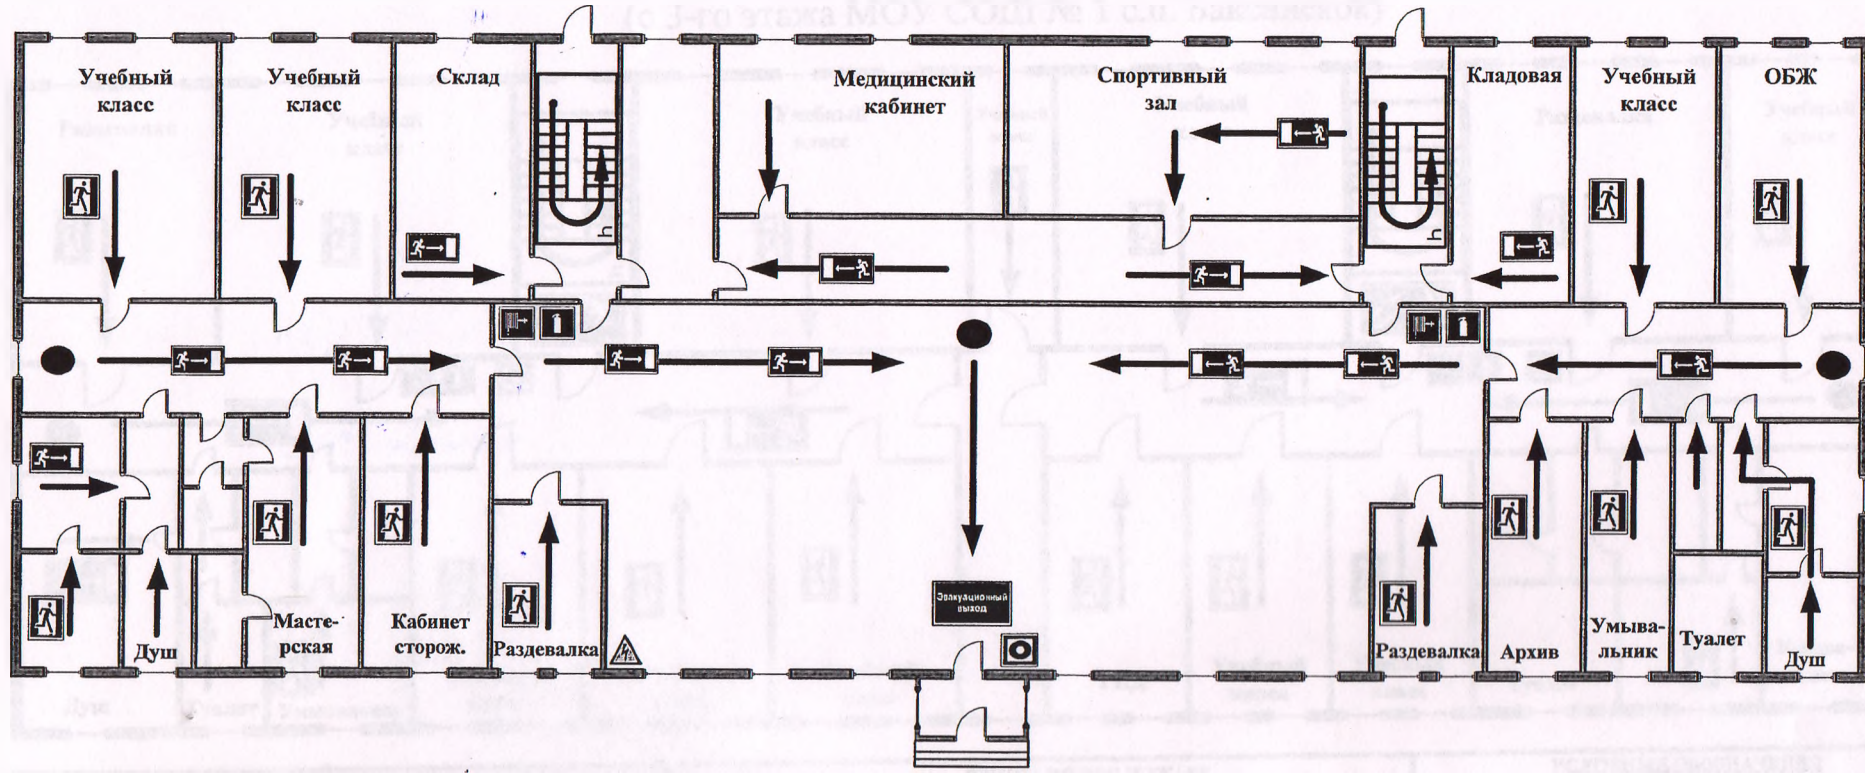 Учебный
класс
Учебный
класс
Склад
Медицинский
кабинет
Спортивный
зал
Кладовая
Учебный
класс
ОБЖ
h
h
Эвакуационный
выход
Душ
Масте-
рская
Кабинет
сторож.
Раздевалка
Раздевалка
Архив
Умыва-
льник
Туалет
Душ